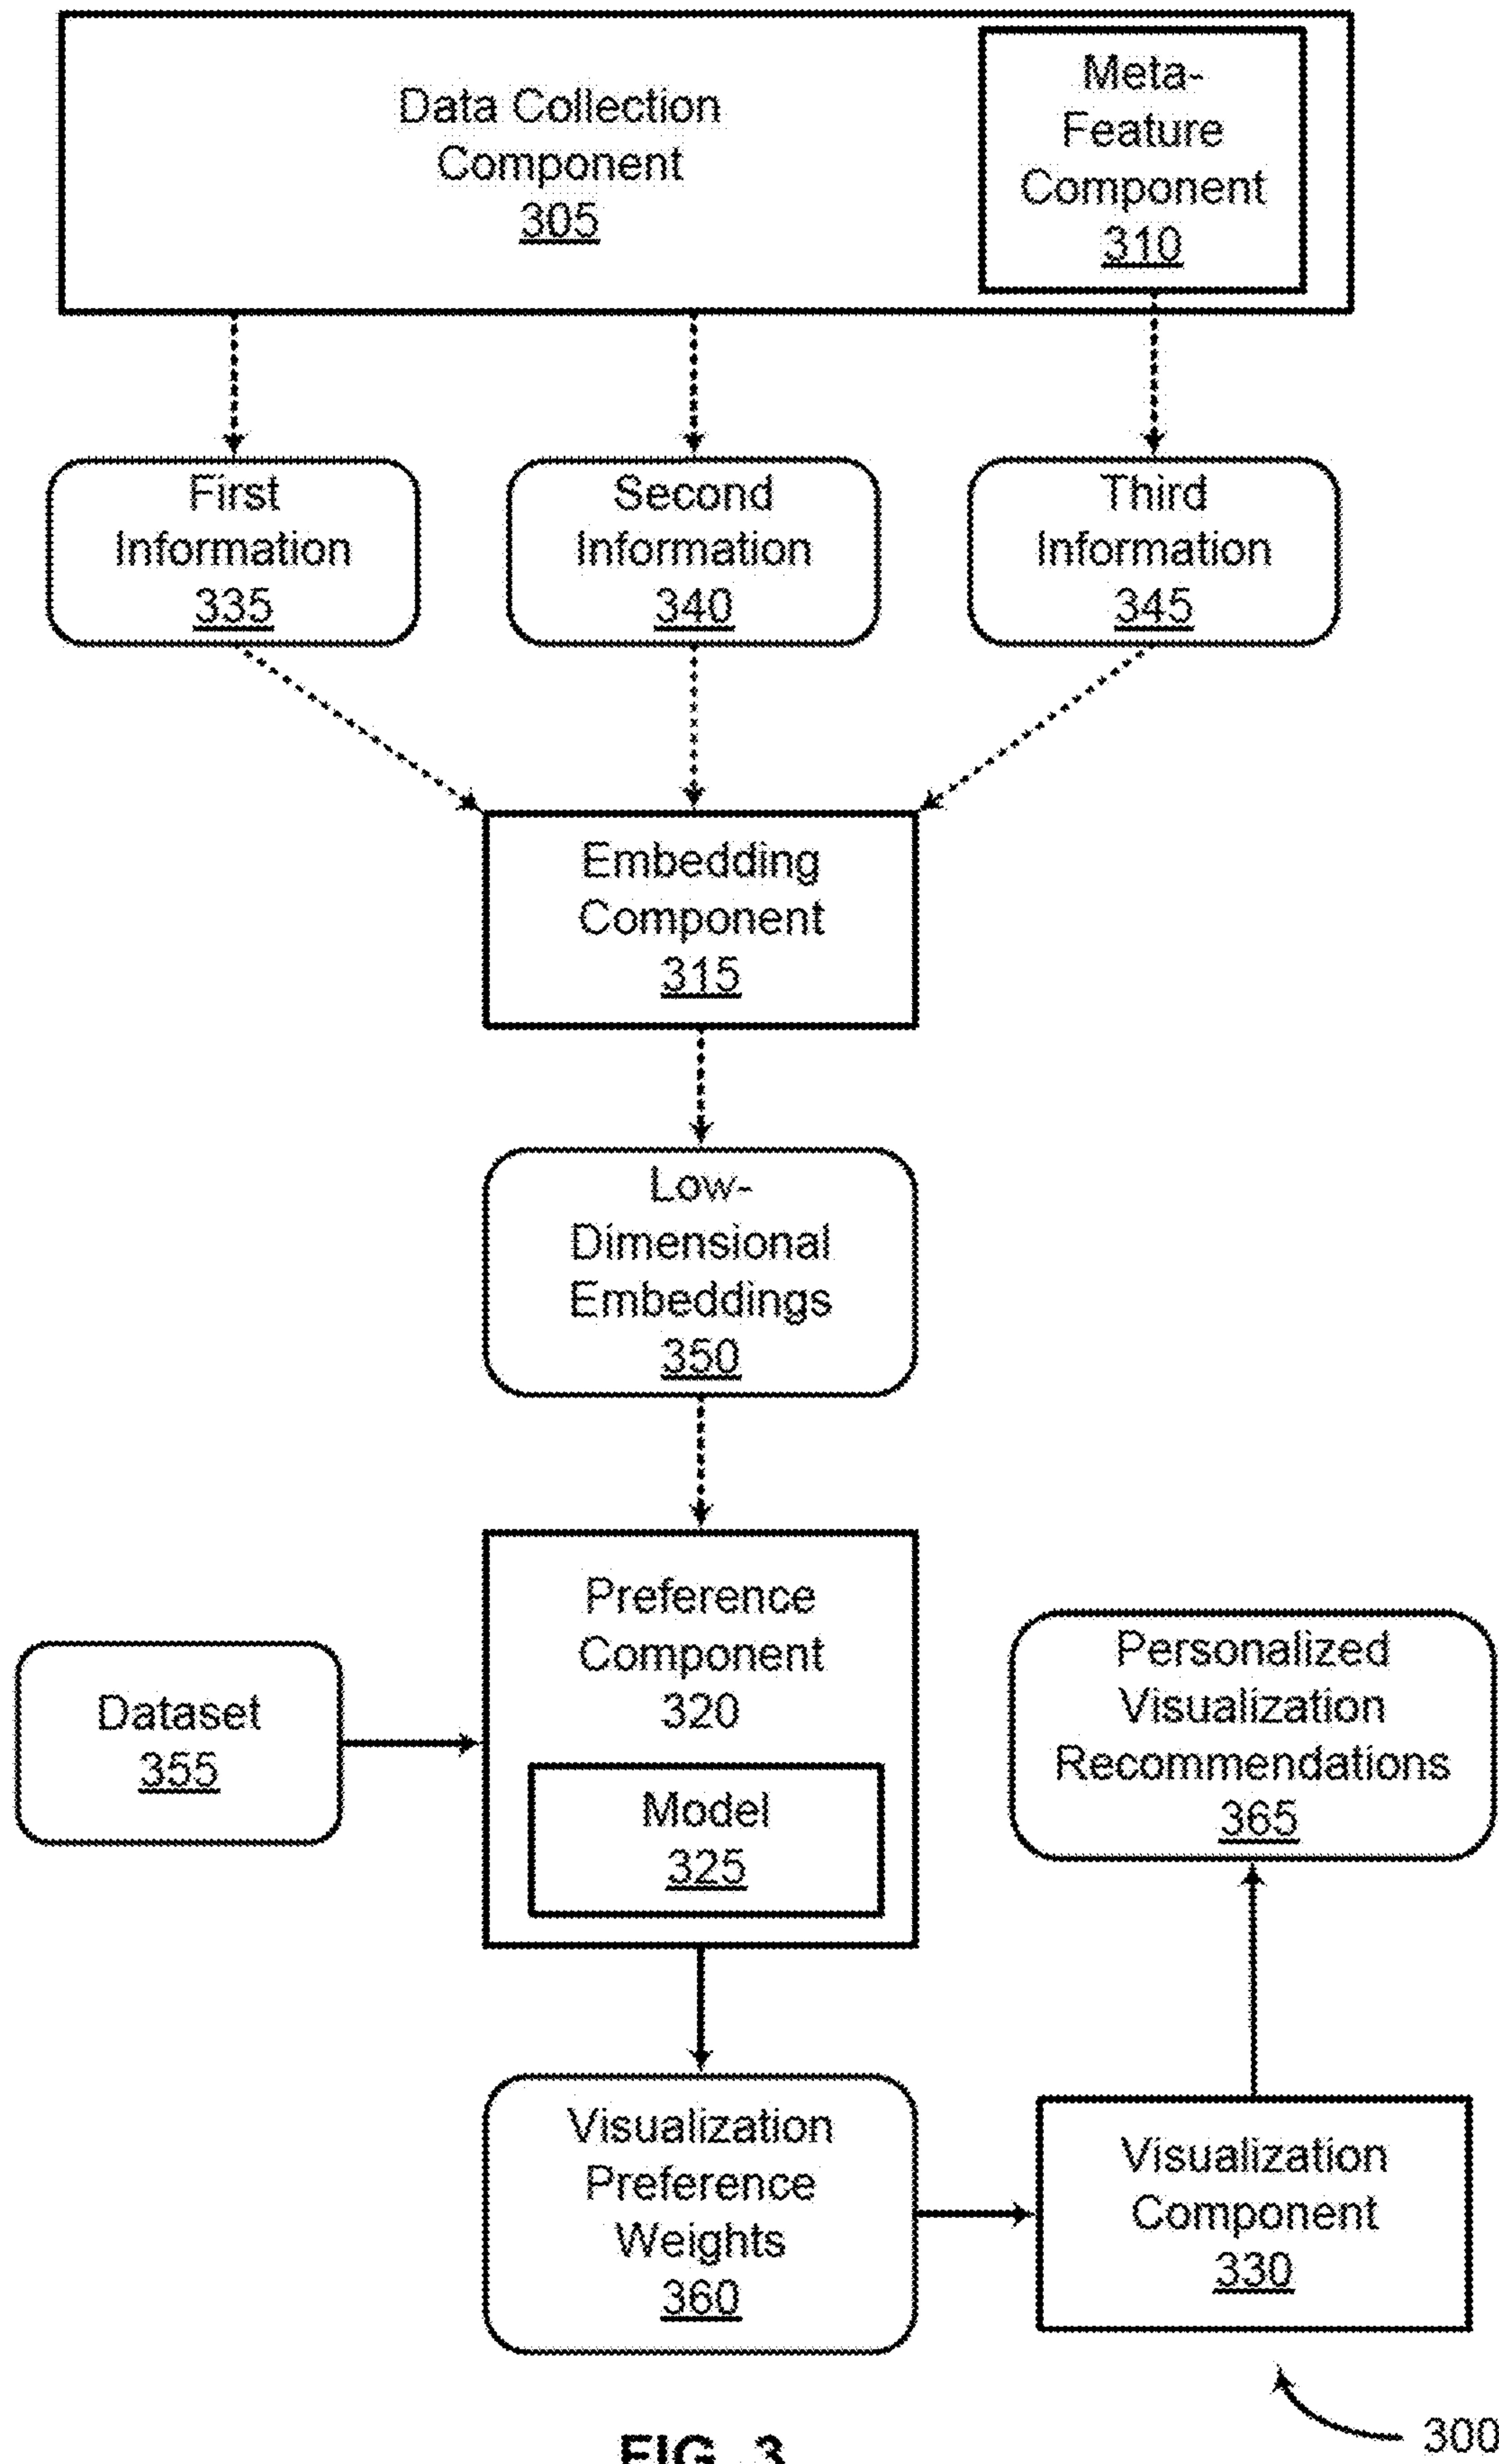 Data Collection
Component
305
Meta-
Feature
Component
310
First
Information
335
Second
Information
340
Third
Information
345
Embedding
Component
315
Low-
Dimensional
Embeddings
350
Preference
Component
320
Model
325
Dataset
355
Personalized
Visualization
Recommendations
365
Visualization
Preference
Weights
360
Visualization
Component
330
300
FIG. 3